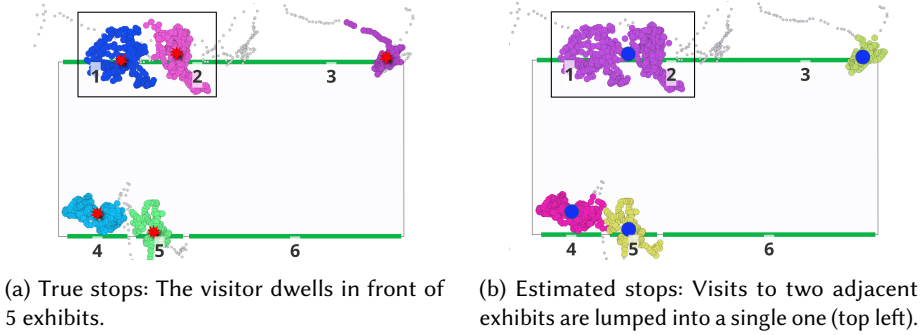 1 2 3
4 5 6
1 2 3
4 5 6
(a) True stops: The visitor dwells in front of
5 exhibits.
(b) Estimated stops: Visits to two adjacent
exhibits are lumped into a single one (top left).